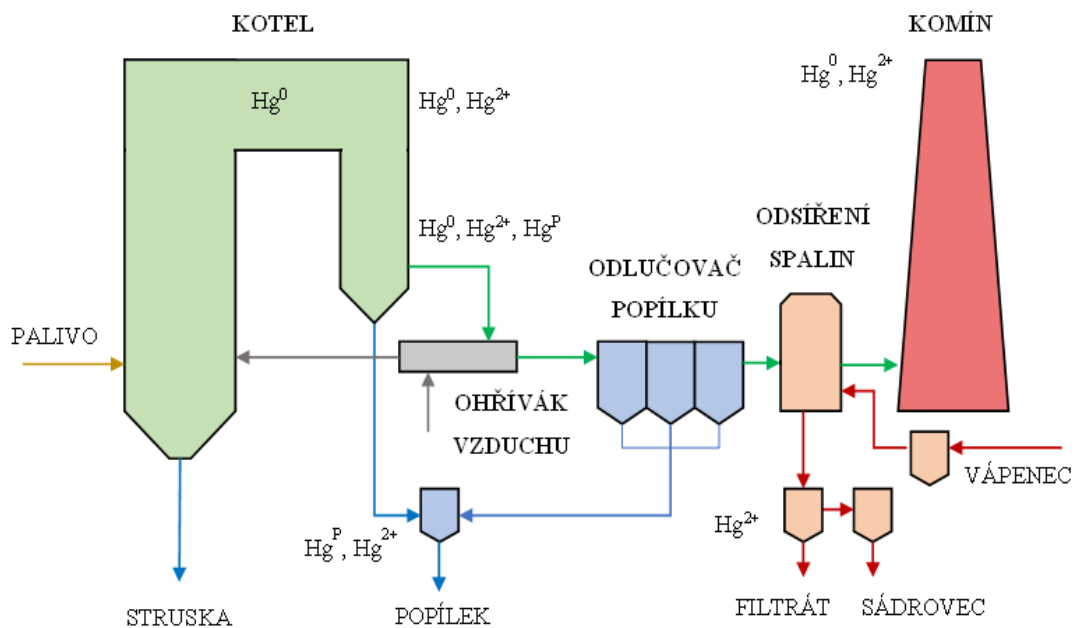 KOTEL
KOMÍN
Hg⁰
Hg⁰, Hg²⁺
Hg⁰, Hg²⁺
Hg⁰, Hg²⁺, Hgᴾ
ODSÍŘENÍ
SPALIN
ODLUČOVAČ
POPÍLKU
PALIVO
OHŘÍVÁK
VZDUCHU
VÁPENEC
Hg²⁺
Hgᴾ, Hg²⁺
STRUSKA
POPÍLEK
FILTRÁT
SÁDROVEC